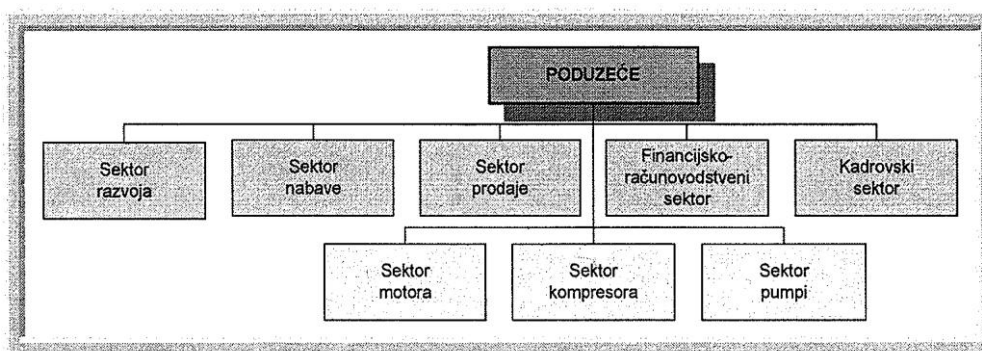 PODUZEĆE
Sektor
razvoja
Sektor
nabave
Sektor
prodaje
Financijsko-
računovodstveni
sektor
Kadrovski
sektor
Sektor
motora
Sektor
kompresora
Sektor
pumpi